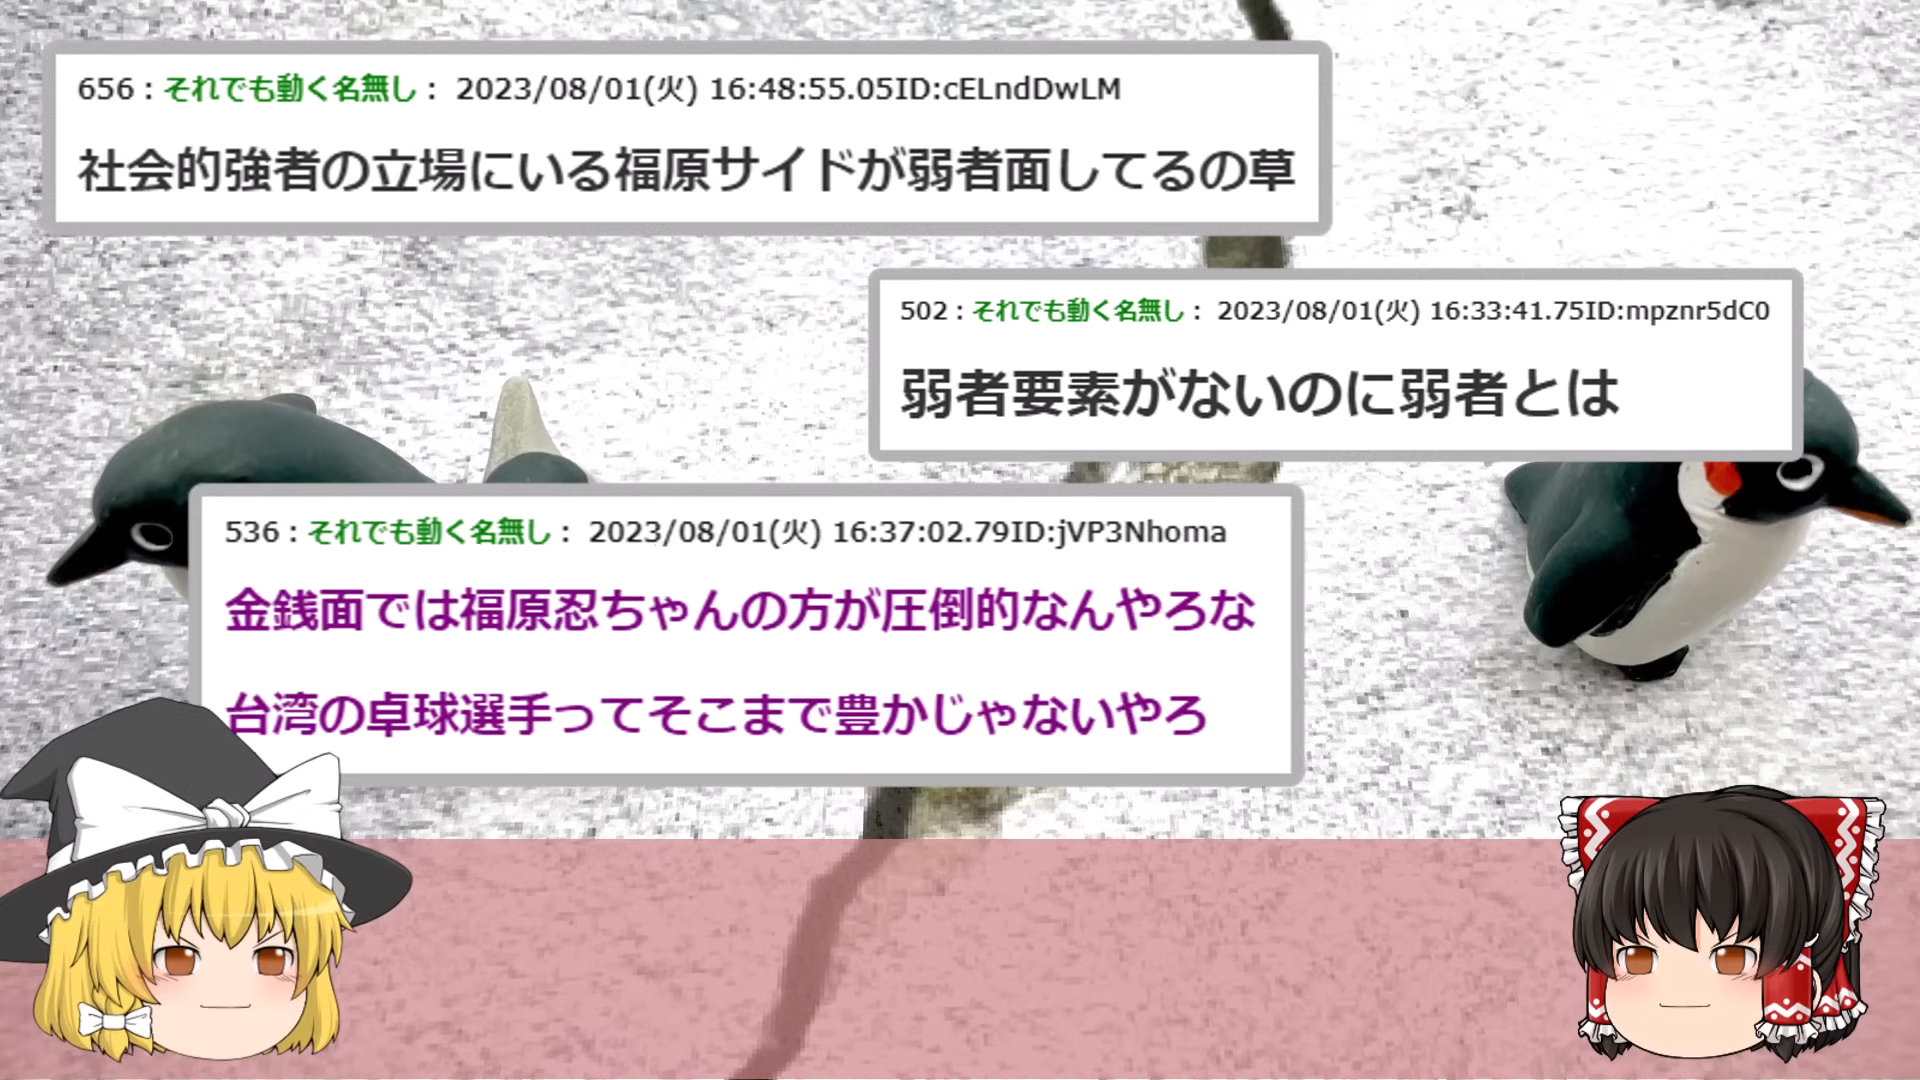 656：それでも動く名無し： 2023/08/01(火) 16:48:55.05ID:cELndDwLM
社会的強者の立場にいる福原サイドが弱者面してるの草
502：それでも動く名無し： 2023/08/01(火) 16:33:41.75ID:mpznr5dC0
弱者要素がないのに弱者とは
536：それでも動く名無し： 2023/08/01(火) 16:37:02.79ID:jVP3Nhoma
金銭面では福原忍ちゃんの方が圧倒的なんやろな
台湾の卓球選手ってそこまで豊かじゃないやろ